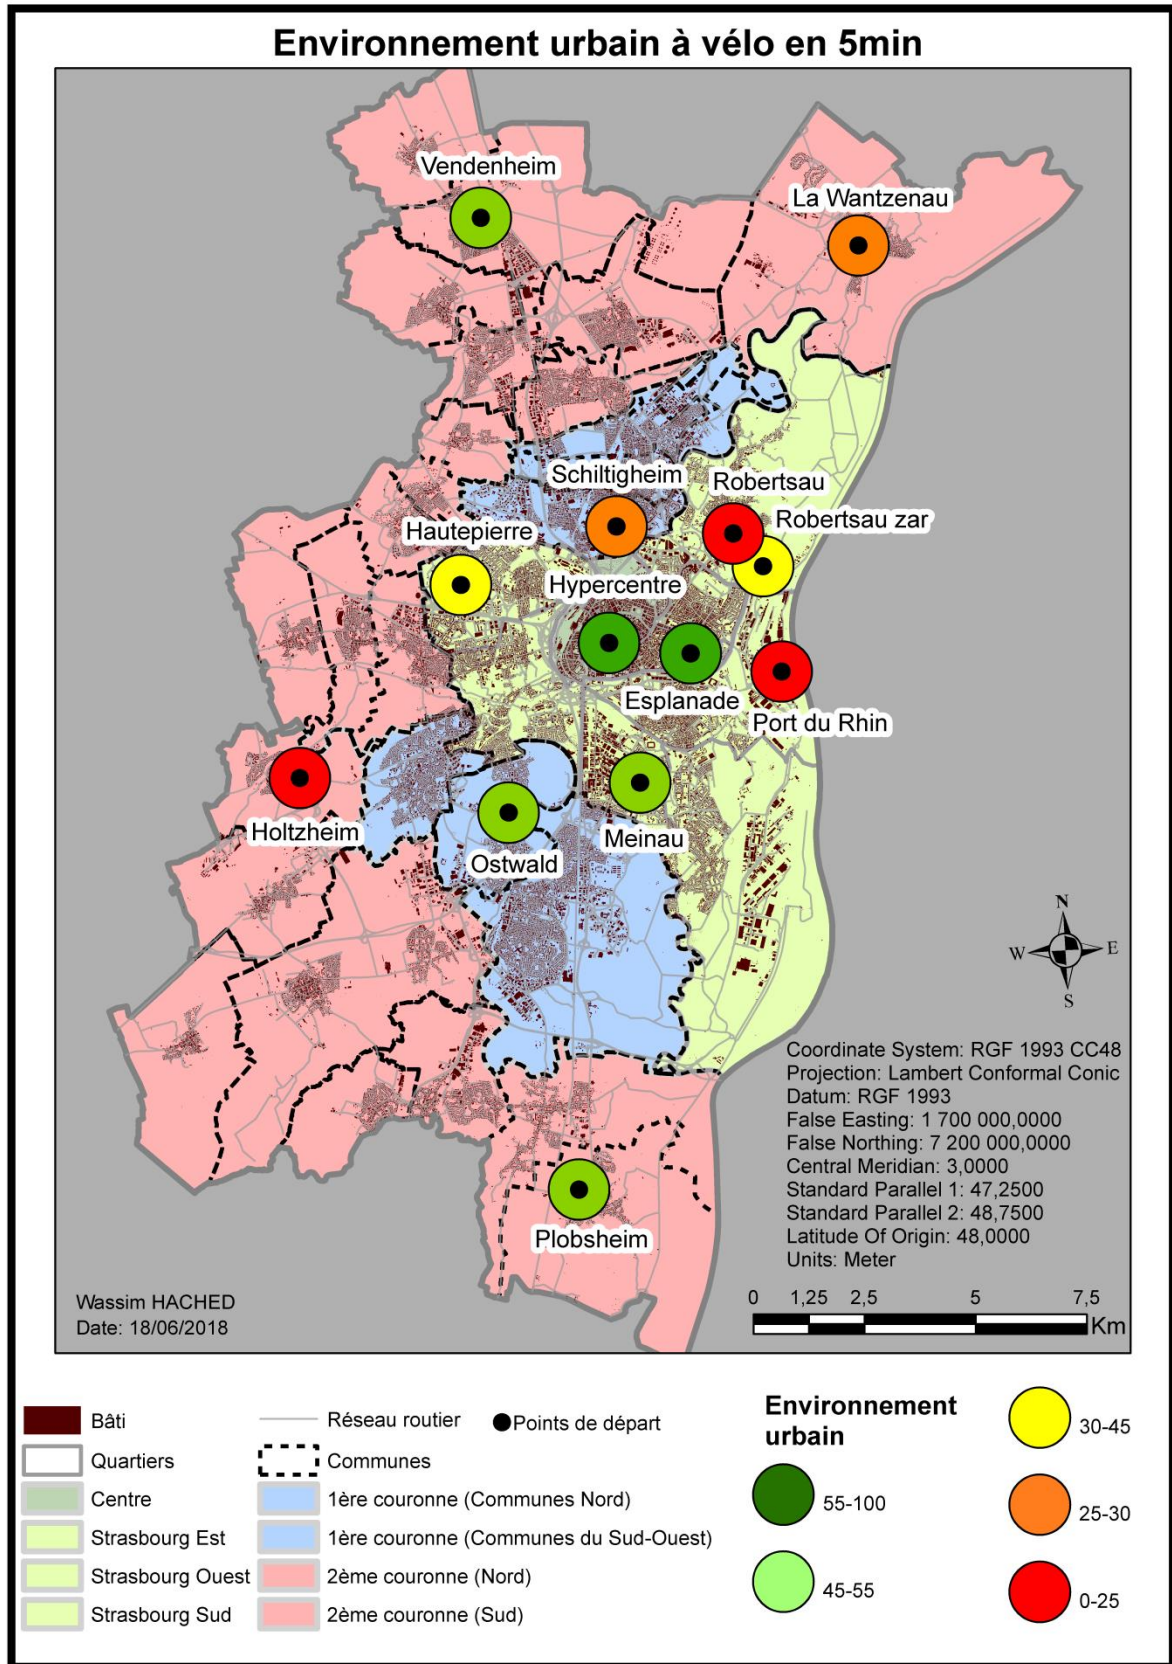 Environnement urbain à vélo en 5min
Vendenheim
La Wantzenau
Schiltigheim
Robertsau
Robertsau zar
Hautepierre
Hypercentre
Esplanade
Port du Rhin
Holtzheim
Ostwald
Meinau
Plobsheim
N
W
E
S
Coordinate System: RGF 1993 CC48
Projection: Lambert Conformal Conic
Datum: RGF 1993
False Easting: 1 700 000,0000
False Northing: 7 200 000,0000
Central Meridian: 3,0000
Standard Parallel 1: 47,2500
Standard Parallel 2: 48,7500
Latitude Of Origin: 48,0000
Units: Meter
0 1,25 2,5 5 7,5
Km
Wassim HACHED
Date: 18/06/2018
Bâti
Quartiers
Centre
Strasbourg Est
Strasbourg Ouest
Strasbourg Sud
Réseau routier
Communes
1ère couronne (Communes Nord)
1ère couronne (Communes du Sud-Ouest)
2ème couronne (Nord)
2ème couronne (Sud)
Points de départ
Environnement
urbain
55-100
45-55
30-45
25-30
0-25